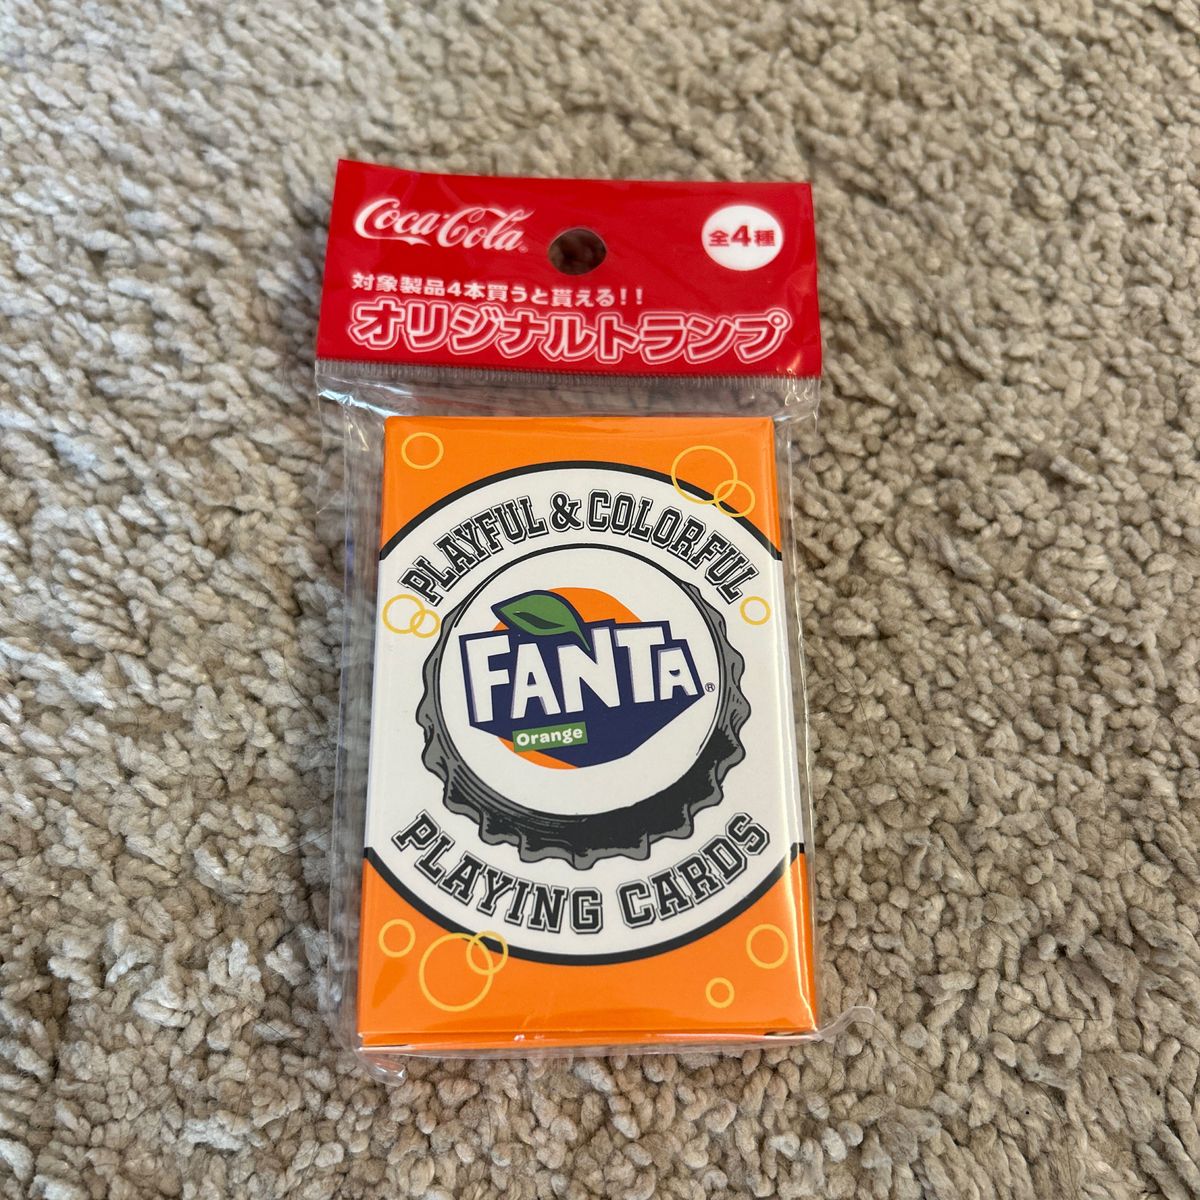 Coca-Cola
全4種
対象製品4本買うと貰える!!
オリジナルトランプ
PLAYFUL & COLORFUL
FANTA
Orange
PLAYING CARDS